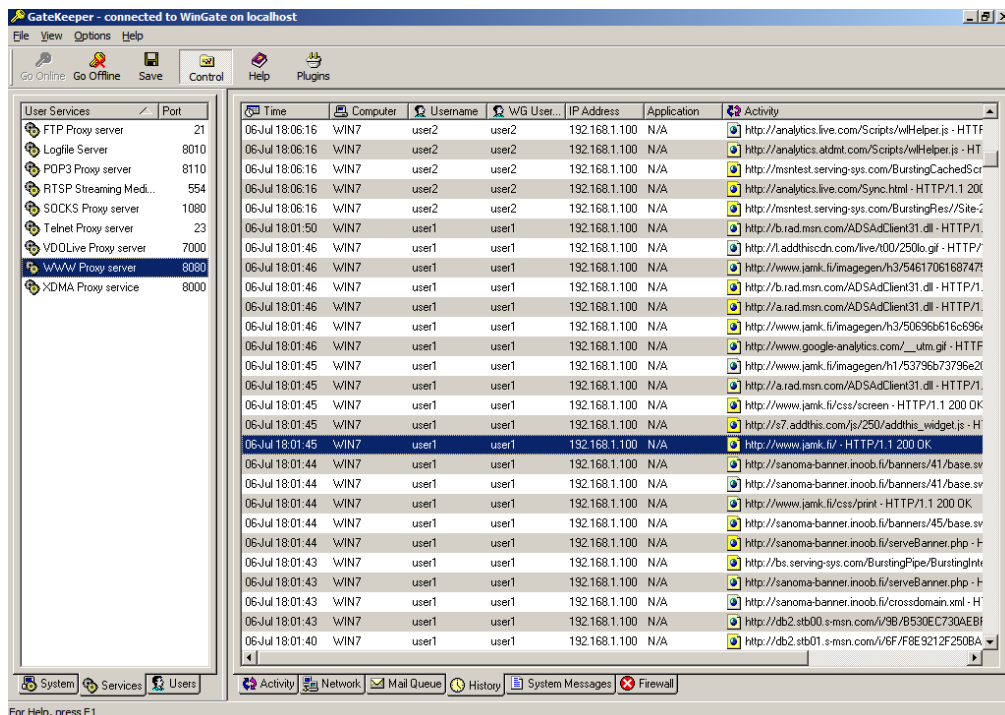 GateKeeper - connected to WinGate on localhost
File View Options Help
Go Online Go Offline Save Control Help Plugins
User Services Port
FTP Proxy server 21
Logfile Server 8010
POP3 Proxy server 8110
RTSP Streaming Medi... 554
SOCKS Proxy server 1080
Telnet Proxy server 23
VDOLive Proxy server 7000
WWW Proxy server 8080
XDMA Proxy service 8000
Time Computer Username WG User... IP Address Application Activity
06-Jul 18:06:16 WIN7 user2 user2 192.168.1.100 N/A http://analytics.live.com/Scripts/wlHelper.js - HTTP
06-Jul 18:06:16 WIN7 user2 user2 192.168.1.100 N/A http://analytics.atdmt.com/Scripts/wlHelper.js - HT
06-Jul 18:06:16 WIN7 user2 user2 192.168.1.100 N/A http://msntest.serving-sys.com/BurstingCachedScr
06-Jul 18:06:16 WIN7 user2 user2 192.168.1.100 N/A http://analytics.live.com/Sync.html - HTTP/1.1 200
06-Jul 18:06:16 WIN7 user2 user2 192.168.1.100 N/A http://msntest.serving-sys.com/BurstingRes//Site-2
06-Jul 18:01:50 WIN7 user1 user1 192.168.1.100 N/A http://b.rad.msn.com/ADSAdClient31.dll - HTTP/1.
06-Jul 18:01:46 WIN7 user1 user1 192.168.1.100 N/A http://l.addthiscdn.com/live/t00/250lo.gif - HTTP/
06-Jul 18:01:46 WIN7 user1 user1 192.168.1.100 N/A http://www.jamk.fi/imagegen/h3/54617061687475
06-Jul 18:01:46 WIN7 user1 user1 192.168.1.100 N/A http://b.rad.msn.com/ADSAdClient31.dll - HTTP/1.
06-Jul 18:01:46 WIN7 user1 user1 192.168.1.100 N/A http://a.rad.msn.com/ADSAdClient31.dll - HTTP/1.
06-Jul 18:01:46 WIN7 user1 user1 192.168.1.100 N/A http://www.jamk.fi/imagegen/h3/50696b616c696e
06-Jul 18:01:46 WIN7 user1 user1 192.168.1.100 N/A http://www.google-analytics.com/__utm.gif - HTTP
06-Jul 18:01:45 WIN7 user1 user1 192.168.1.100 N/A http://www.jamk.fi/imagegen/h1/53796b73796e20
06-Jul 18:01:45 WIN7 user1 user1 192.168.1.100 N/A http://a.rad.msn.com/ADSAdClient31.dll - HTTP/1.
06-Jul 18:01:45 WIN7 user1 user1 192.168.1.100 N/A http://www.jamk.fi/css/screen - HTTP/1.1 200 OK
06-Jul 18:01:45 WIN7 user1 user1 192.168.1.100 N/A http://s7.addthis.com/js/250/addthis_widget.js - H
06-Jul 18:01:45 WIN7 user1 user1 192.168.1.100 N/A http://www.jamk.fi/ - HTTP/1.1 200 OK
06-Jul 18:01:44 WIN7 user1 user1 192.168.1.100 N/A http://sanoma-banner.inoob.fi/banners/41/base.sw
06-Jul 18:01:44 WIN7 user1 user1 192.168.1.100 N/A http://sanoma-banner.inoob.fi/banners/41/base.sw
06-Jul 18:01:44 WIN7 user1 user1 192.168.1.100 N/A http://www.jamk.fi/css/print - HTTP/1.1 200 OK
06-Jul 18:01:44 WIN7 user1 user1 192.168.1.100 N/A http://sanoma-banner.inoob.fi/banners/45/base.sw
06-Jul 18:01:44 WIN7 user1 user1 192.168.1.100 N/A http://sanoma-banner.inoob.fi/serveBanner.php - H
06-Jul 18:01:43 WIN7 user1 user1 192.168.1.100 N/A http://bs.serving-sys.com/BurstingPipe/BurstingInte
06-Jul 18:01:43 WIN7 user1 user1 192.168.1.100 N/A http://sanoma-banner.inoob.fi/serveBanner.php - H
06-Jul 18:01:43 WIN7 user1 user1 192.168.1.100 N/A http://sanoma-banner.inoob.fi/crossdomain.xml - H
06-Jul 18:01:43 WIN7 user1 user1 192.168.1.100 N/A http://db2.stb00.s-msn.com/i/9B/B530EC730AEBF
06-Jul 18:01:40 WIN7 user1 user1 192.168.1.100 N/A http://db2.stb01.s-msn.com/i/6F/F8E9212F250BA
System Services Users
Activity Network Mail Queue History System Messages Firewall
For Help, press F1